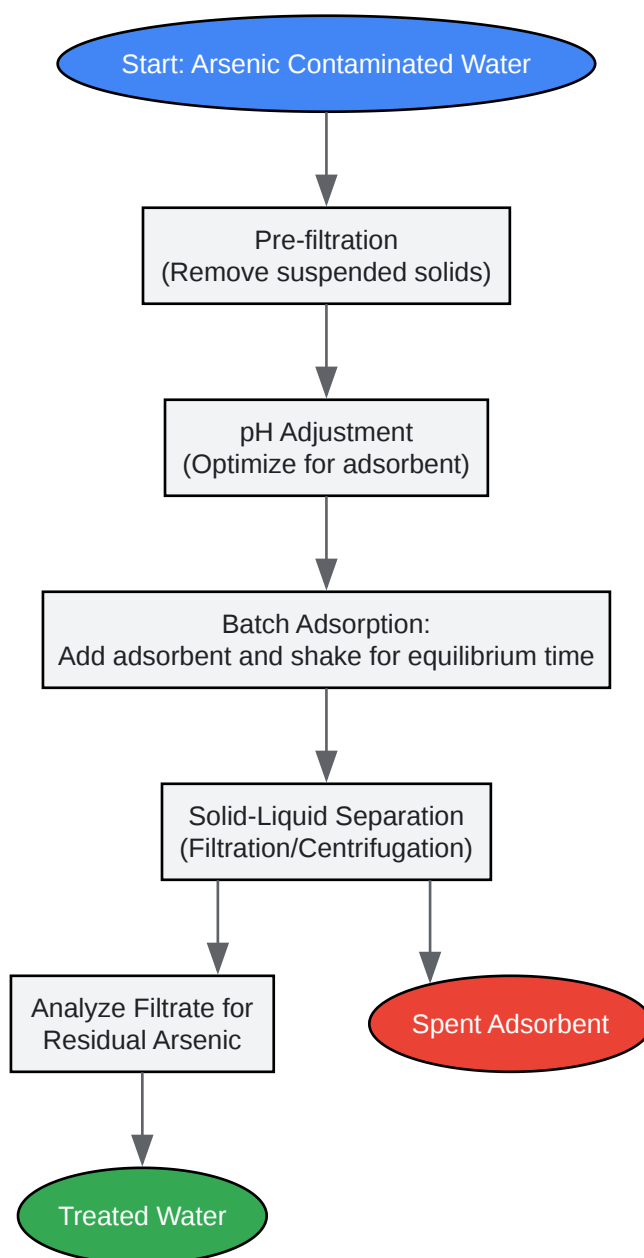 Start: Arsenic Contaminated Water
Pre-filtration
(Remove suspended solids)
pH Adjustment
(Optimize for adsorbent)
Batch Adsorption:
Add adsorbent and shake for equilibrium time
Solid-Liquid Separation
(Filtration/Centrifugation)
Analyze Filtrate for
Residual Arsenic
Spent Adsorbent
Treated Water